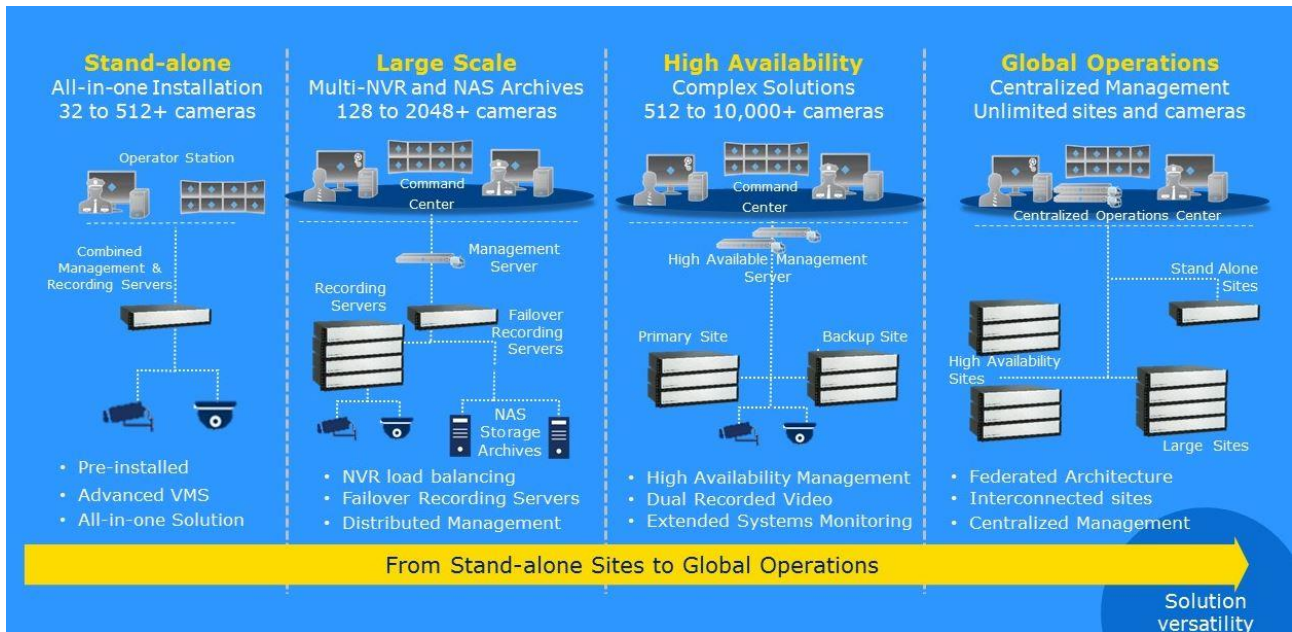 Stand-alone
All-in-one Installation
32 to 512+ cameras
Operator Station
Combined
Management &
Recording Servers
• Pre-installed
• Advanced VMS
• All-in-one Solution
Large Scale
Multi-NVR and NAS Archives
128 to 2048+ cameras
Command
Center
Management
Server
Recording
Servers
Failover
Recording
Servers
NAS
Storage
Archives
• NVR load balancing
• Failover Recording Servers
• Distributed Management
High Availability
Complex Solutions
512 to 10,000+ cameras
Command
Center
High Available Management
Server
Primary Site
Backup Site
• High Availability Management
• Dual Recorded Video
• Extended Systems Monitoring
Global Operations
Centralized Management
Unlimited sites and cameras
Centralized Operations Center
Stand Alone
Sites
High Availability
Sites
Large Sites
• Federated Architecture
• Interconnected sites
• Centralized Management
From Stand-alone Sites to Global Operations
Solution
versatility